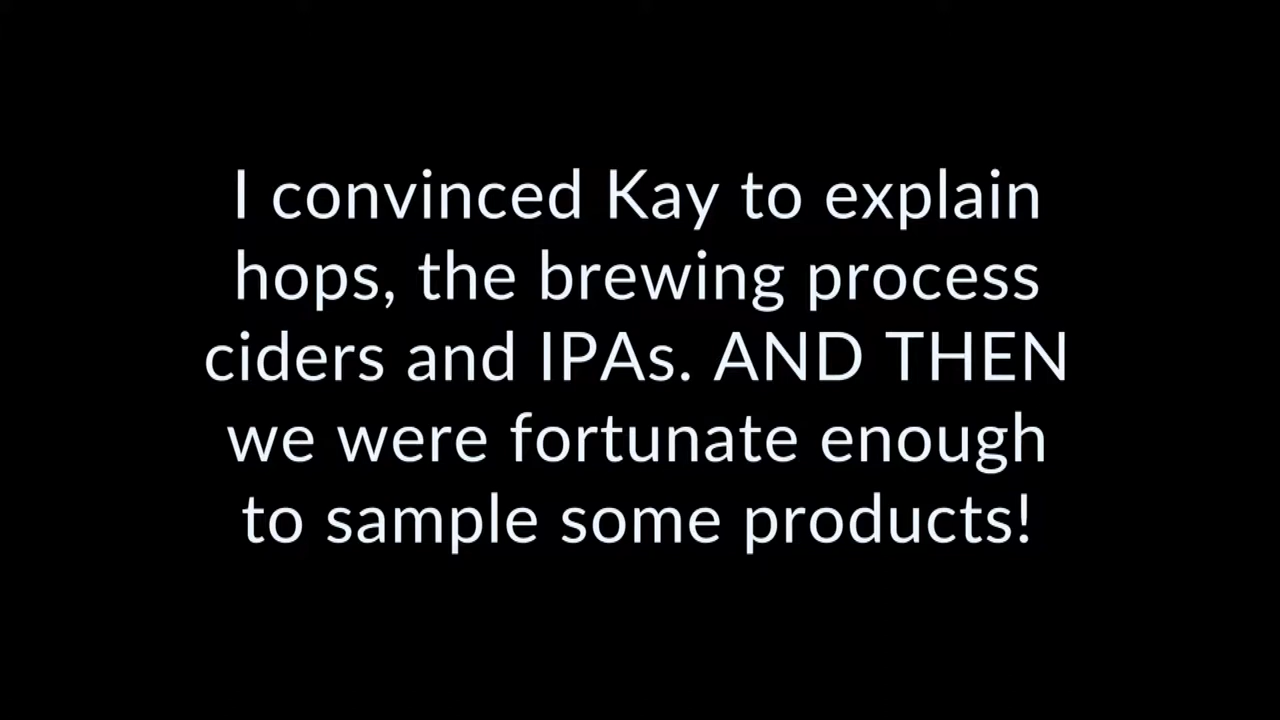 I convinced Kay to explain
hops, the brewing process
ciders and IPAs. AND THEN
we were fortunate enough
to sample some products!